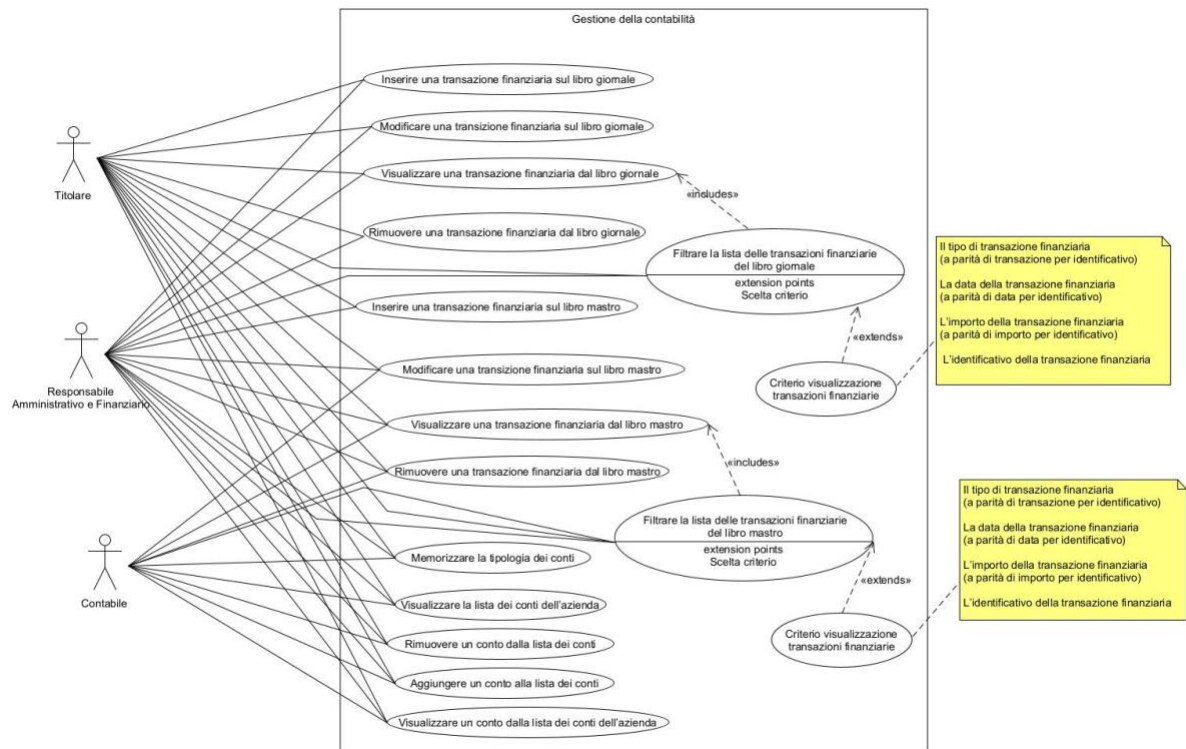 Gestione della contabilità
Inserire una transazione finanziaria sul libro giornale
Modificare una transizione finanziaria sul libro giornale
Visualizzare una transazione finanziaria dal libro giornale
«includes»
Titolare
Rimuovere una transazione finanziaria dal libro giornale
Filtrare la lista delle transazioni finanziarie
del libro giornale
extension points
Scelta criterio
Il tipo di transazione finanziaria
(a parità di transazione per identificativo)
La data della transazione finanziaria
(a parità di data per identificativo)
L'importo della transazione finanziaria
(a parità di importo per identificativo)
L'identificativo della transazione finanziaria
Inserire una transazione finanziaria sul libro mastro
«extends»
Responsabile
Amministrativo e Finanziario
Modificare una transizione finanziaria sul libro mastro
Criterio visualizzazione
transazioni finanziarie
Visualizzare una transazione finanziaria dal libro mastro
«includes»
Rimuovere una transazione finanziaria dal libro mastro
Filtrare la lista delle transazioni finanziarie
del libro mastro
extension points
Scelta criterio
Il tipo di transazione finanziaria
(a parità di transazione per identificativo)
La data della transazione finanziaria
(a parità di data per identificativo)
L'importo della transazione finanziaria
(a parità di importo per identificativo)
L'identificativo della transazione finanziaria
Memorizzare la tipologia dei conti
«extends»
Contabile
Visualizzare la lista dei conti dell'azienda
Criterio visualizzazione
transazioni finanziarie
Rimuovere un conto dalla lista dei conti
Aggiungere un conto alla lista dei conti
Visualizzare un conto dalla lista dei conti dell'azienda